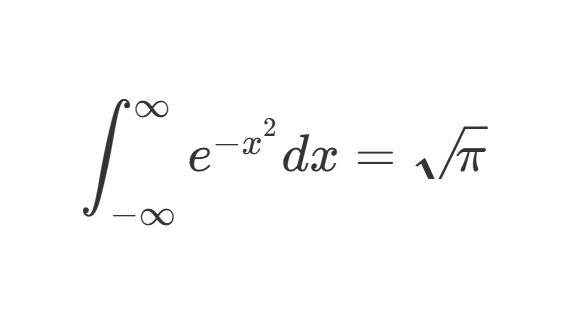 ∫_{-∞}^{∞} e^{-x^2} dx = √π